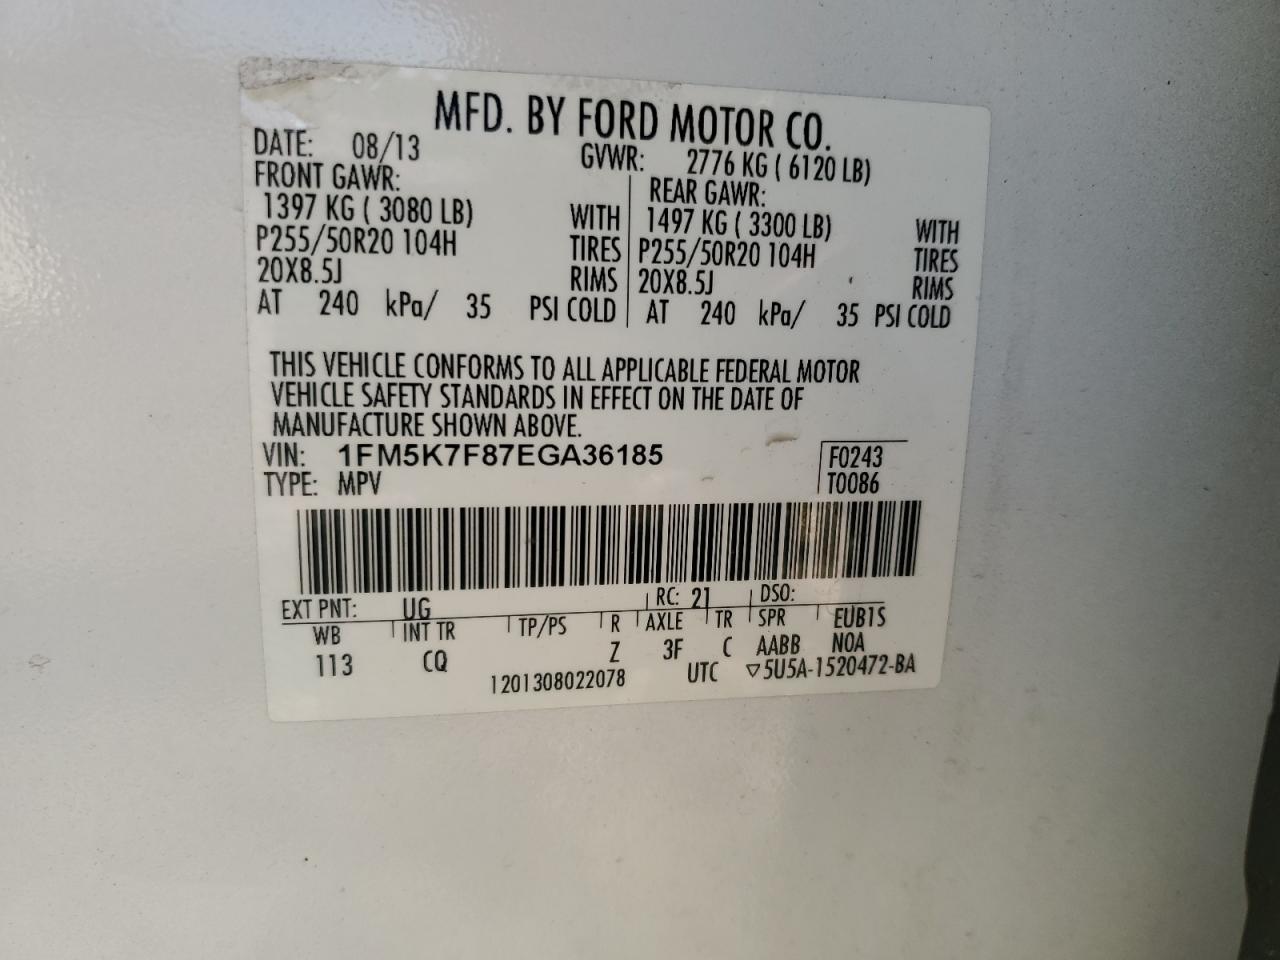 MFD. BY FORD MOTOR CO.
DATE: 08/13 GVWR: 2776 KG ( 6120 LB)
FRONT GAWR: REAR GAWR:
1397 KG ( 3080 LB) WITH 1497 KG ( 3300 LB) WITH
P255/50R20 104H TIRES P255/50R20 104H TIRES
20X8.5J RIMS 20X8.5J RIMS
AT 240 kPa/ 35 PSI COLD AT 240 kPa/ 35 PSI COLD
THIS VEHICLE CONFORMS TO ALL APPLICABLE FEDERAL MOTOR
VEHICLE SAFETY STANDARDS IN EFFECT ON THE DATE OF
MANUFACTURE SHOWN ABOVE.
VIN: 1FM5K7F87EGA36185 F0243
TYPE: MPV T0086
EXT PNT: UG RC: 21 DSO:
WB INT TR TP/PS R AXLE TR SPR EUB1S
113 CQ Z 3F C AABB NOA
1201308022078 UTC ▽5U5A-1520472-BA